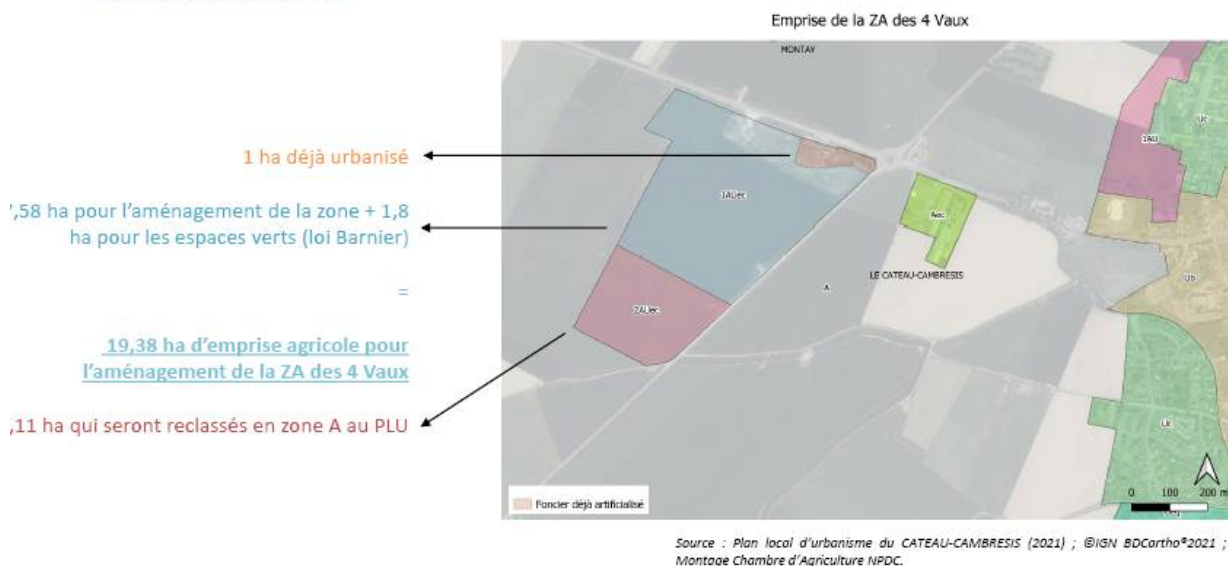 Emprise de la ZA des 4 Vaux
MONTAY
1 ha déjà urbanisé
,58 ha pour l'aménagement de la zone + 1,8
ha pour les espaces verts (loi Barnier)
=
19,38 ha d'emprise agricole pour
l'aménagement de la ZA des 4 Vaux
,11 ha qui seront reclassés en zone A au PLU
1AUec
2AUec
Aec
LE CATEAU-CAMBRESIS
A
1AU
Uc
Ub
Uc
Foncier déjà artificialisé
0 100 200 m
Source : Plan local d'urbanisme du CATEAU-CAMBRESIS (2021) ; ©IGN BDCartho®2021 ;
Montage Chambre d'Agriculture NPDC.